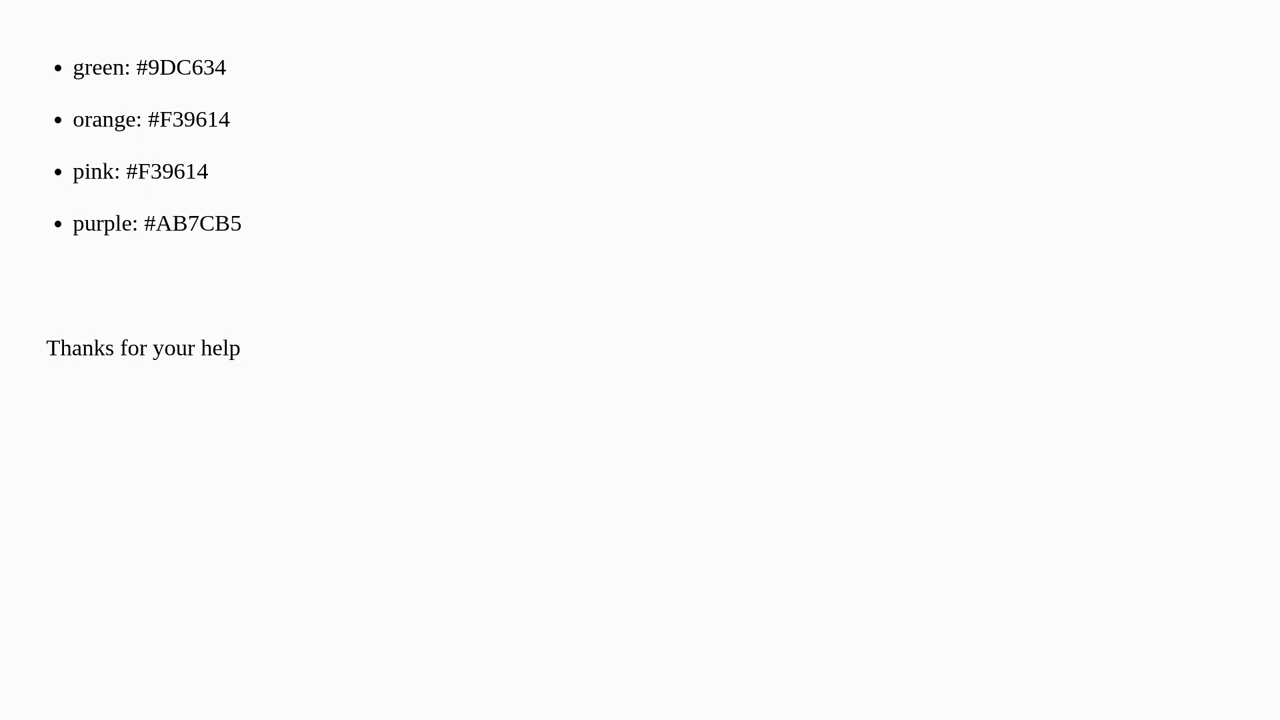 • green: #9DC634
• orange: #F39614
• pink: #F39614
• purple: #AB7CB5
Thanks for your help